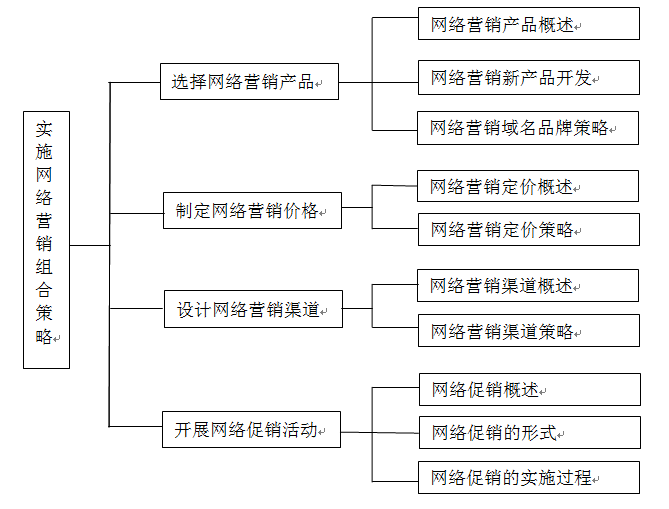 实施网络营销组合策略
选择网络营销产品
网络营销产品概述
网络营销新产品开发
网络营销域名品牌策略
制定网络营销价格
网络营销定价概述
网络营销定价策略
设计网络营销渠道
网络营销渠道概述
网络营销渠道策略
开展网络促销活动
网络促销概述
网络促销的形式
网络促销的实施过程